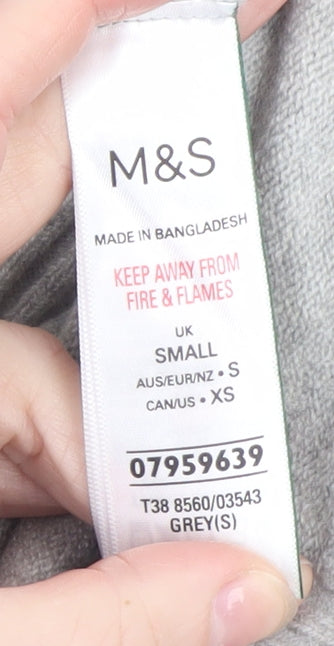 M&S
MADE IN BANGLADESH
KEEP AWAY FROM
FIRE & FLAMES
UK
SMALL
AUS/EUR/NZ • S
CAN/US • XS
07959639
T38 8560/03543
GREY(S)